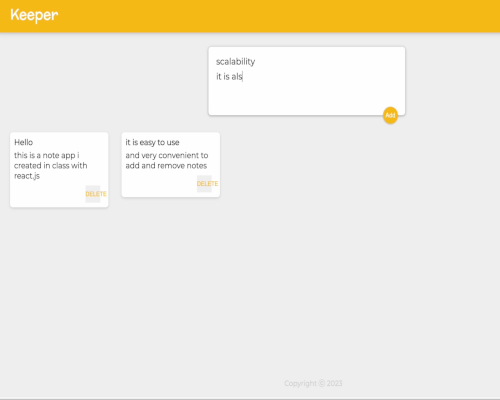 Keeper
scalability
it is als
Add
Hello
this is a note app i
created in class with
react,js
DELETE
it is easy to use
and very convenient to
add and remove notes
DELETE
Copyright © 2023